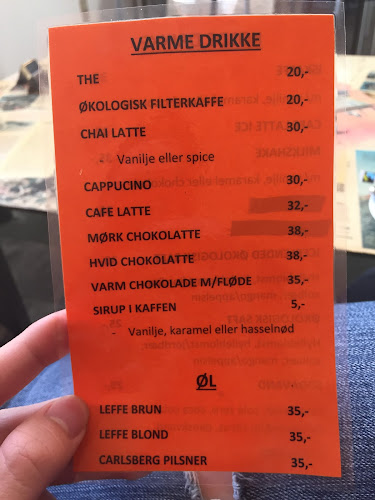 VARME DRIKKE
THE 20,-
ØKOLOGISK FILTERKAFFE 20,-
CHAI LATTE 30,-
- Vanilje eller spice
CAPPUCINO 30,-
CAFE LATTE 32,-
MØRK CHOKOLATTE 38,-
HVID CHOKOLATTE 38,-
VARM CHOKOLADE M/FLØDE 35,-
SIRUP I KAFFEN 5,-
- Vanilje, karamel eller hasselnød
ØL
LEFFE BRUN 35,-
LEFFE BLOND 35,-
CARLSBERG PILSNER 35,-